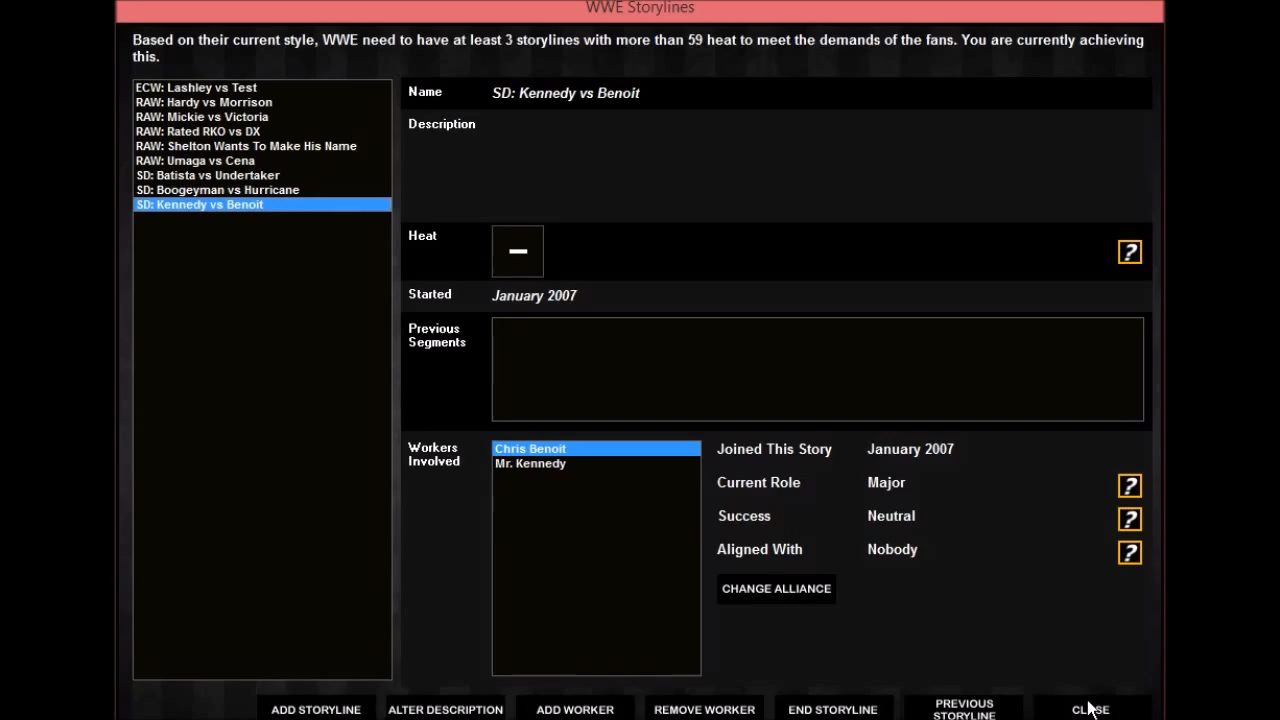 WWE Storylines
Based on their current style, WWE need to have at least 3 storylines with more than 59 heat to meet the demands of the fans. You are currently achieving
this.
ECW: Lashley vs Test
RAW: Hardy vs Morrison
RAW: Mickie vs Victoria
RAW: Rated RKO vs DX
RAW: Shelton Wants To Make His Name
RAW: Umaga vs Cena
SD: Batista vs Undertaker
SD: Boogeyman vs Hurricane
SD: Kennedy vs Benoit
Name
SD: Kennedy vs Benoit
Description
Heat
–
?
Started
January 2007
Previous
Segments
Workers
Involved
Chris Benoit
Mr. Kennedy
Joined This Story
January 2007
Current Role
Major
?
Success
Neutral
?
Aligned With
Nobody
?
CHANGE ALLIANCE
ADD STORYLINE
ALTER DESCRIPTION
ADD WORKER
REMOVE WORKER
END STORYLINE
PREVIOUS
STORYLINE
CLOSE